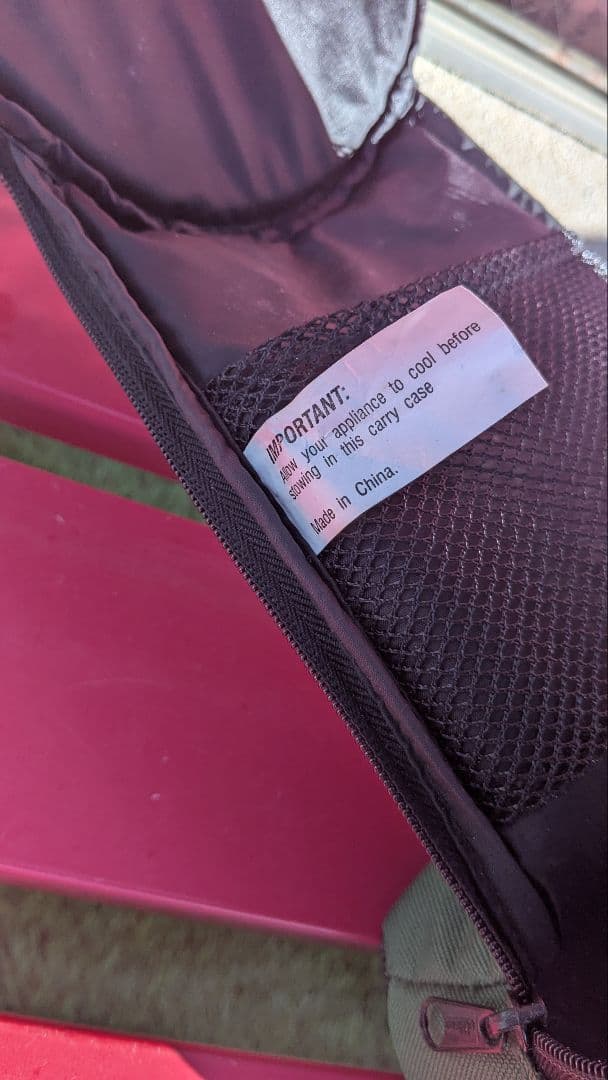 IMPORTANT:
Allow your appliance to cool before
stowing in this carry case
Made in China.